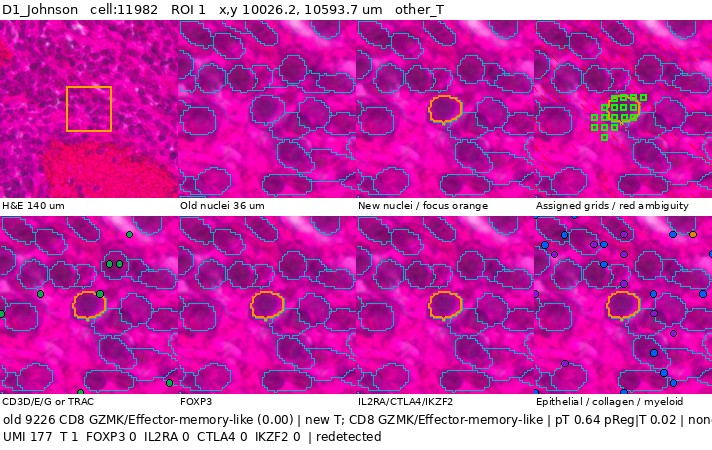 D1_Johnson   cell:11982   ROI 1   x,y 10026.2, 10593.7 um   other_T
H&E 140 um
Old nuclei 36 um
New nuclei / focus orange
Assigned grids / red ambiguity
CD3D/E/G or TRAC
FOXP3
IL2RA/CTLA4/IKZF2
Epithelial / collagen / myeloid
old 9226 CD8 GZMK/Effector-memory-like (0.00) | new T; CD8 GZMK/Effector-memory-like | pT 0.64 pReg|T 0.02 | non
UMI 177  T 1  FOXP3 0  IL2RA 0  CTLA4 0  IKZF2 0  | redetected